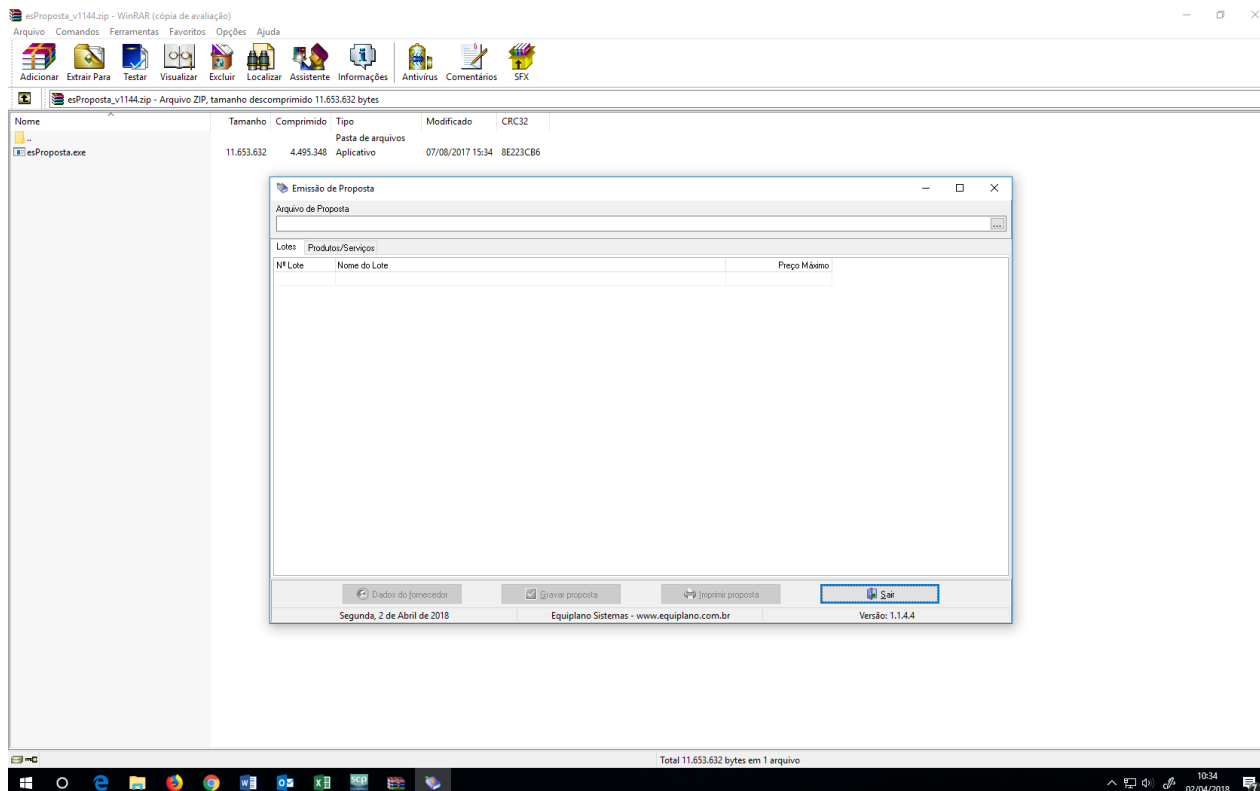 esProposta_v1144.zip - WinRAR (cópia de avaliação)
Arquivo Comandos Ferramentas Favoritos Opções Ajuda
Adicionar Extrair Para Testar Visualizar Excluir Localizar Assistente Informações Antivírus Comentários SFX
esProposta_v1144.zip - Arquivo ZIP, tamanho descomprimido 11.653.632 bytes
Nome Tamanho Comprimido Tipo Modificado CRC32
.. Pasta de arquivos
esProposta.exe 11.653.632 4.495.348 Aplicativo 07/08/2017 15:34 8E223CB6
Emissão de Proposta
Arquivo de Proposta
...
Lotes Produtos/Serviços
Nº Lote Nome do Lote Preço Máximo
Dados do fornecedor Gravar proposta Imprimir proposta Sair
Segunda, 2 de Abril de 2018 Equiplano Sistemas - www.equiplano.com.br Versão: 1.1.4.4
Total 11.653.632 bytes em 1 arquivo
scp
10:34
02/04/2018